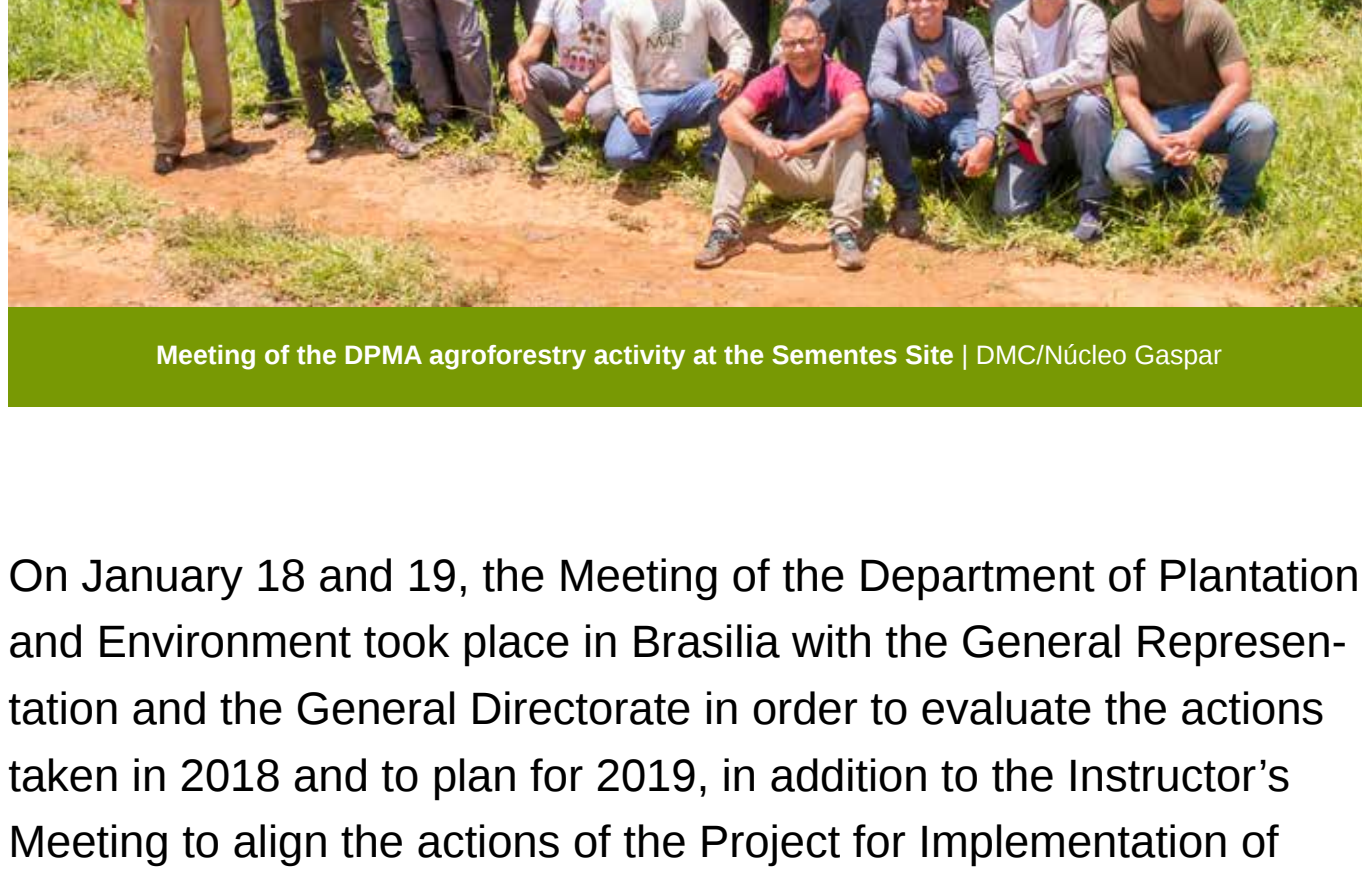 Meeting of the DPMA agroforestry activity at the Sementes Site | DMC/Núcleo Gaspar
On January 18 and 19, the Meeting of the Department of Plantation
and Environment took place in Brasilia with the General Represen-
tation and the General Directorate in order to evaluate the actions
taken in 2018 and to plan for 2019, in addition to the Instructor’s
Meeting to align the actions of the Project for Implementation of